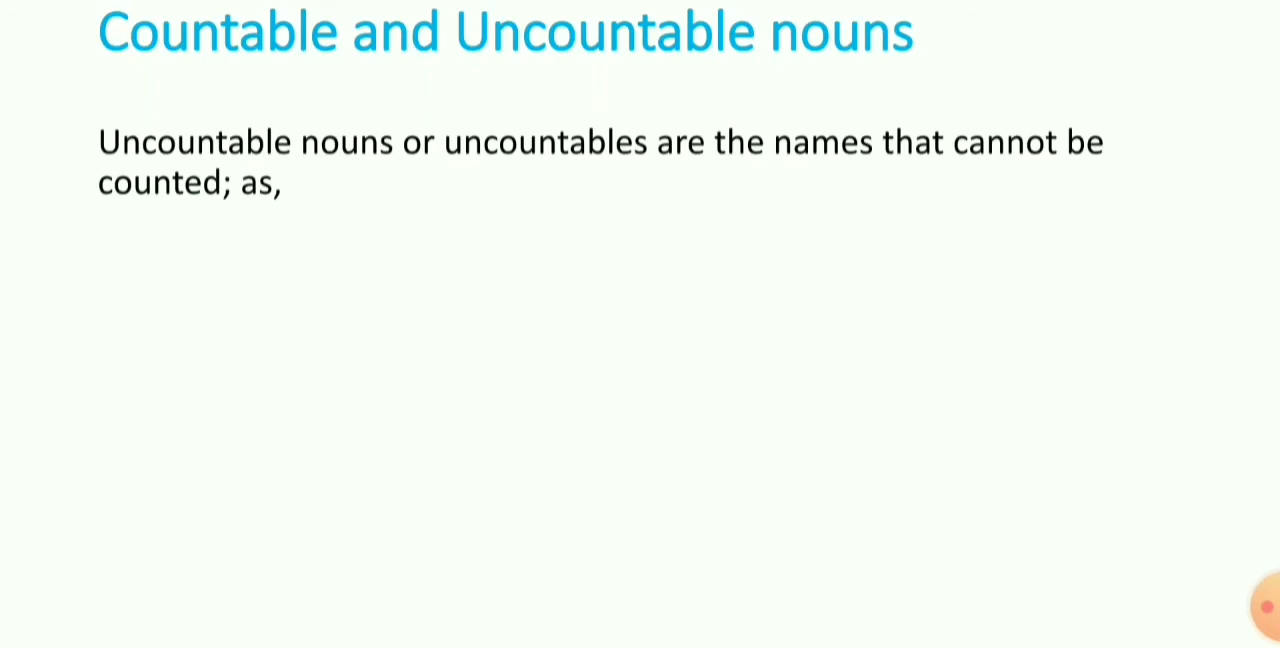 Countable and Uncountable nouns
Uncountable nouns or uncountables are the names that cannot be
counted; as,